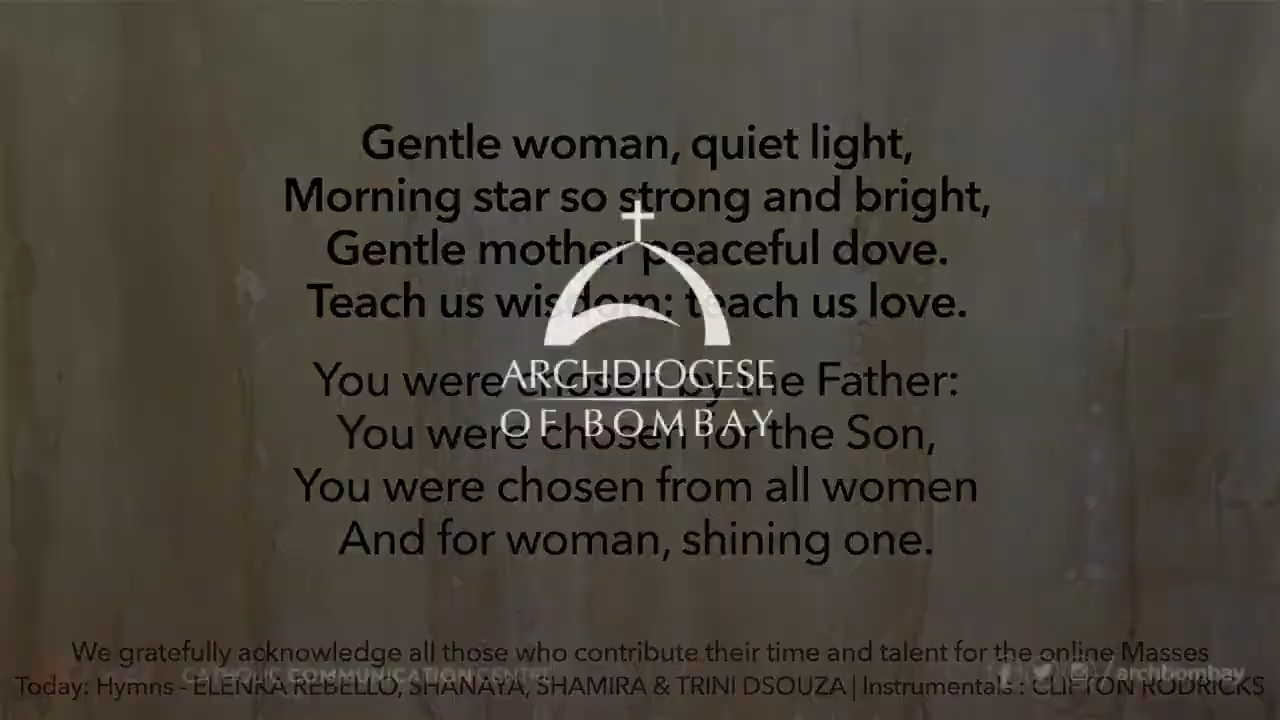 Gentle woman, quiet light,
Morning star so strong and bright,
Gentle mother peaceful dove.
Teach us wisdom: teach us love.
You were chosen by the Father:
You were chosen for the Son,
You were chosen from all women
And for woman, shining one.
ARCHDIOCESE
OF BOMBAY
We gratefully acknowledge all those who contribute their time and talent for the online Masses
CATHOLIC COMMUNICATION CENTRE
/archbombay
Today: Hymns - ELENRA REBELLO, SHANAYA, SHAMIRA & TRINI DSOUZA | Instrumentals : CLIFTON RODRICKS